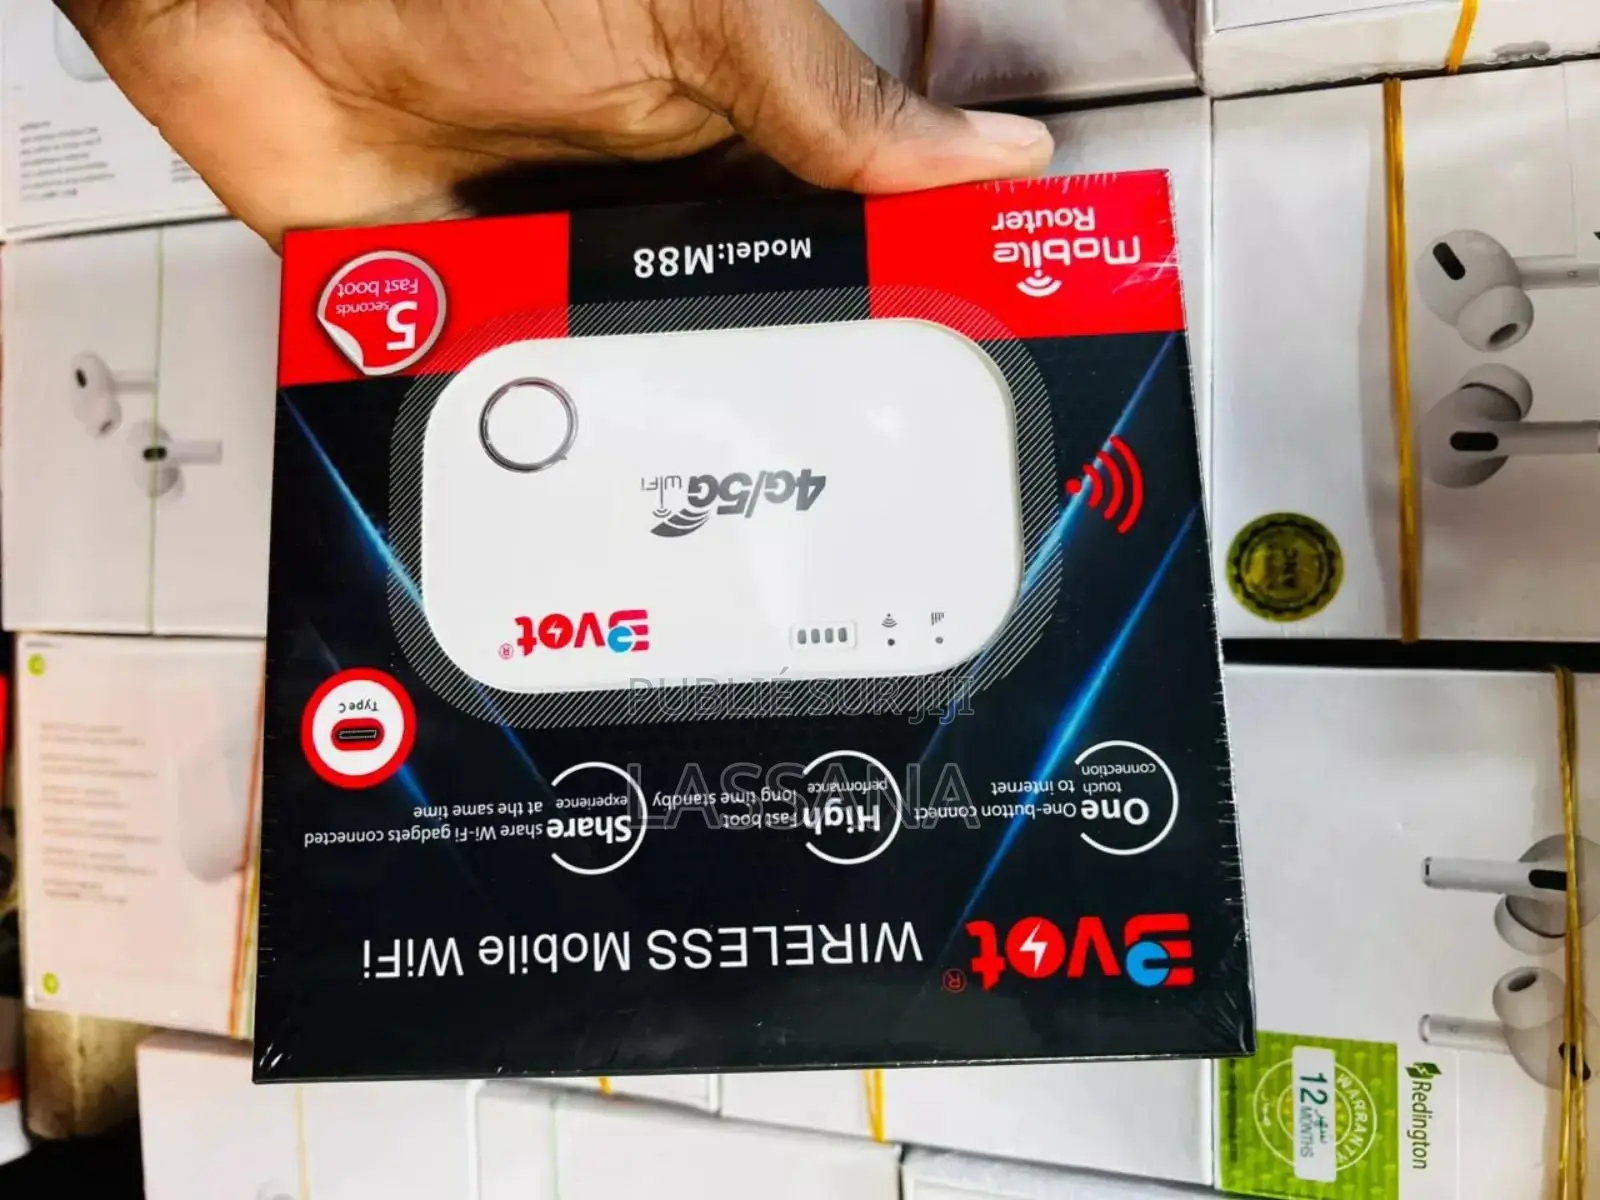 Evot® WIRELESS Mobile WiFi
One
touch
connection
One-button connect
to internet
High
performance
Fast boot
long time standby
Share
experience
share Wi-Fi gadgets connected
at the same time
Type C
Evot®
4G/5G WiFi
5
seconds
Fast boot
Model:M88
Mobile
Router
PUBLIÉ SUR JIJI
LASSANA
Redington
WARRANTY
12
MONTHS